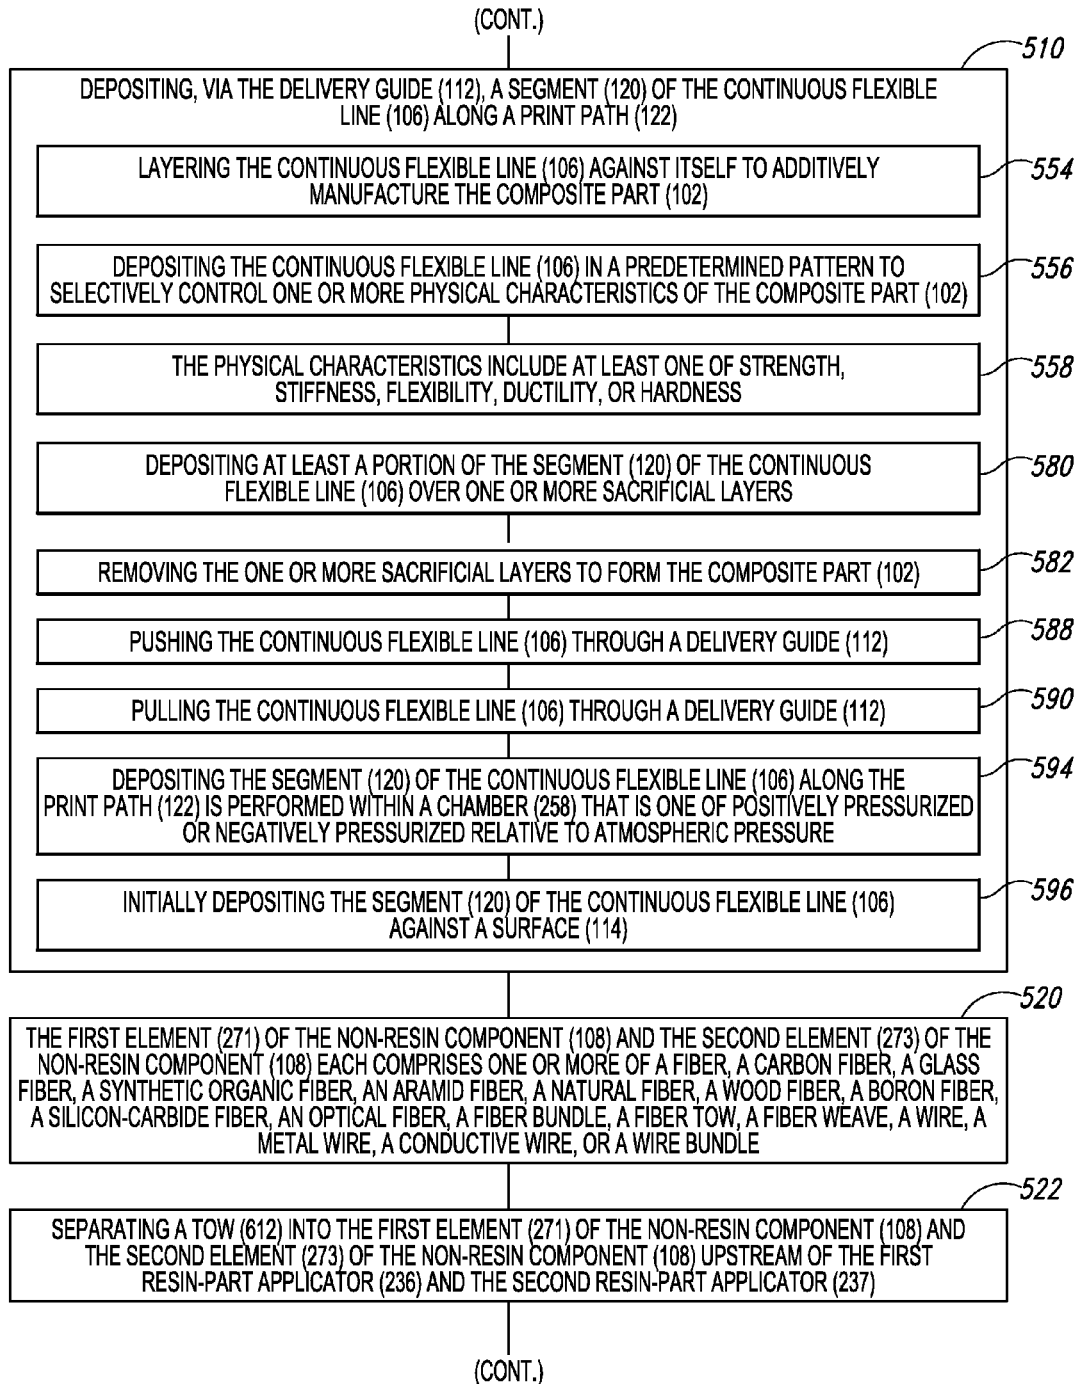 (CONT.)
510
DEPOSITING, VIA THE DELIVERY GUIDE (112), A SEGMENT (120) OF THE CONTINUOUS FLEXIBLE
LINE (106) ALONG A PRINT PATH (122)
LAYERING THE CONTINUOUS FLEXIBLE LINE (106) AGAINST ITSELF TO ADDITIVELY
MANUFACTURE THE COMPOSITE PART (102)
554
DEPOSITING THE CONTINUOUS FLEXIBLE LINE (106) IN A PREDETERMINED PATTERN TO
SELECTIVELY CONTROL ONE OR MORE PHYSICAL CHARACTERISTICS OF THE COMPOSITE PART (102)
556
THE PHYSICAL CHARACTERISTICS INCLUDE AT LEAST ONE OF STRENGTH,
STIFFNESS, FLEXIBILITY, DUCTILITY, OR HARDNESS
558
DEPOSITING AT LEAST A PORTION OF THE SEGMENT (120) OF THE CONTINUOUS
FLEXIBLE LINE (106) OVER ONE OR MORE SACRIFICIAL LAYERS
580
REMOVING THE ONE OR MORE SACRIFICIAL LAYERS TO FORM THE COMPOSITE PART (102)
582
PUSHING THE CONTINUOUS FLEXIBLE LINE (106) THROUGH A DELIVERY GUIDE (112)
588
PULLING THE CONTINUOUS FLEXIBLE LINE (106) THROUGH A DELIVERY GUIDE (112)
590
DEPOSITING THE SEGMENT (120) OF THE CONTINUOUS FLEXIBLE LINE (106) ALONG THE
PRINT PATH (122) IS PERFORMED WITHIN A CHAMBER (258) THAT IS ONE OF POSITIVELY PRESSURIZED
OR NEGATIVELY PRESSURIZED RELATIVE TO ATMOSPHERIC PRESSURE
594
INITIALLY DEPOSITING THE SEGMENT (120) OF THE CONTINUOUS FLEXIBLE LINE (106)
AGAINST A SURFACE (114)
596
520
THE FIRST ELEMENT (271) OF THE NON-RESIN COMPONENT (108) AND THE SECOND ELEMENT (273) OF THE
NON-RESIN COMPONENT (108) EACH COMPRISES ONE OR MORE OF A FIBER, A CARBON FIBER, A GLASS
FIBER, A SYNTHETIC ORGANIC FIBER, AN ARAMID FIBER, A NATURAL FIBER, A WOOD FIBER, A BORON FIBER,
A SILICON-CARBIDE FIBER, AN OPTICAL FIBER, A FIBER BUNDLE, A FIBER TOW, A FIBER WEAVE, A WIRE, A
METAL WIRE, A CONDUCTIVE WIRE, OR A WIRE BUNDLE
522
SEPARATING A TOW (612) INTO THE FIRST ELEMENT (271) OF THE NON-RESIN COMPONENT (108) AND
THE SECOND ELEMENT (273) OF THE NON-RESIN COMPONENT (108) UPSTREAM OF THE FIRST
RESIN-PART APPLICATOR (236) AND THE SECOND RESIN-PART APPLICATOR (237)
(CONT.)